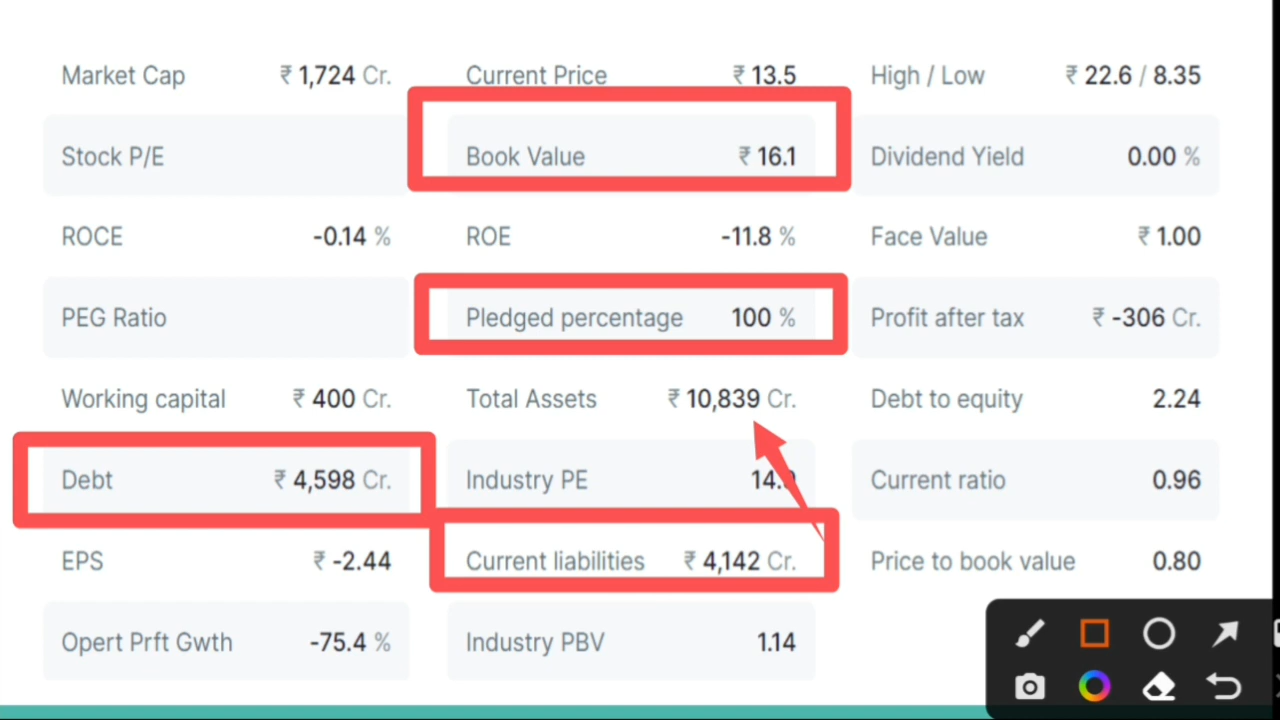 Market Cap ₹ 1,724 Cr. Current Price ₹ 13.5 High / Low ₹ 22.6 / 8.35
Stock P/E Book Value ₹ 16.1 Dividend Yield 0.00 %
ROCE -0.14 % ROE -11.8 % Face Value ₹ 1.00
PEG Ratio Pledged percentage 100 % Profit after tax ₹ -306 Cr.
Working capital ₹ 400 Cr. Total Assets ₹ 10,839 Cr. Debt to equity 2.24
Debt ₹ 4,598 Cr. Industry PE Current ratio 0.96
EPS ₹ -2.44 Current liabilities ₹ 4,142 Cr. Price to book value 0.80
Opert Prft Gwth -75.4 % Industry PBV 1.14